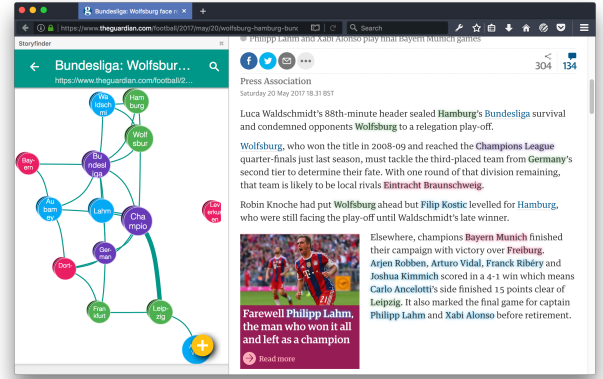 Bundesliga: Wolfsburg face r
https://www.theguardian.com/football/2017/may/20/wolfsburg-hamburg-bund
Search
Storyfinder
Bundesliga: Wolfsbur…
https://www.theguardian.com/football/2…
Wa
ldsch
mi
Ham
burg
Wolf
sbur
Bay-
ern
Bu
ndesl
iga
Au
bamey
Lahm
Cha
mpio
Lev
erku
en
Ger-
man
Dort-
Fran
kfurt
Leip-
zig
Philipp Lahm and Xabi Alonso play final Bayern Munich games
304
134
Press Association
Saturday 20 May 2017 18.31 BST
Luca Waldschmidt's 88th-minute header sealed Hamburg's Bundesliga survival
and condemned opponents Wolfsburg to a relegation play-off.
Wolfsburg, who won the title in 2008-09 and reached the Champions League
quarter-finals just last season, must tackle the third-placed team from Germany's
second tier to determine their fate. With one round of that division remaining,
that team is likely to be local rivals Eintracht Braunschweig.
Robin Knoche had put Wolfsburg ahead but Filip Kostic levelled for Hamburg,
who were still facing the play-off until Waldschmidt's late winner.
Elsewhere, champions Bayern Munich finished
their campaign with victory over Freiburg.
Arjen Robben, Arturo Vidal, Franck Ribéry and
Joshua Kimmich scored in a 4-1 win which means
Carlo Ancelotti's side finished 15 points clear of
Leipzig. It also marked the final game for captain
Philipp Lahm and Xabi Alonso before retirement.
Farewell Philipp Lahm,
the man who won it all
and left as a champion
Read more